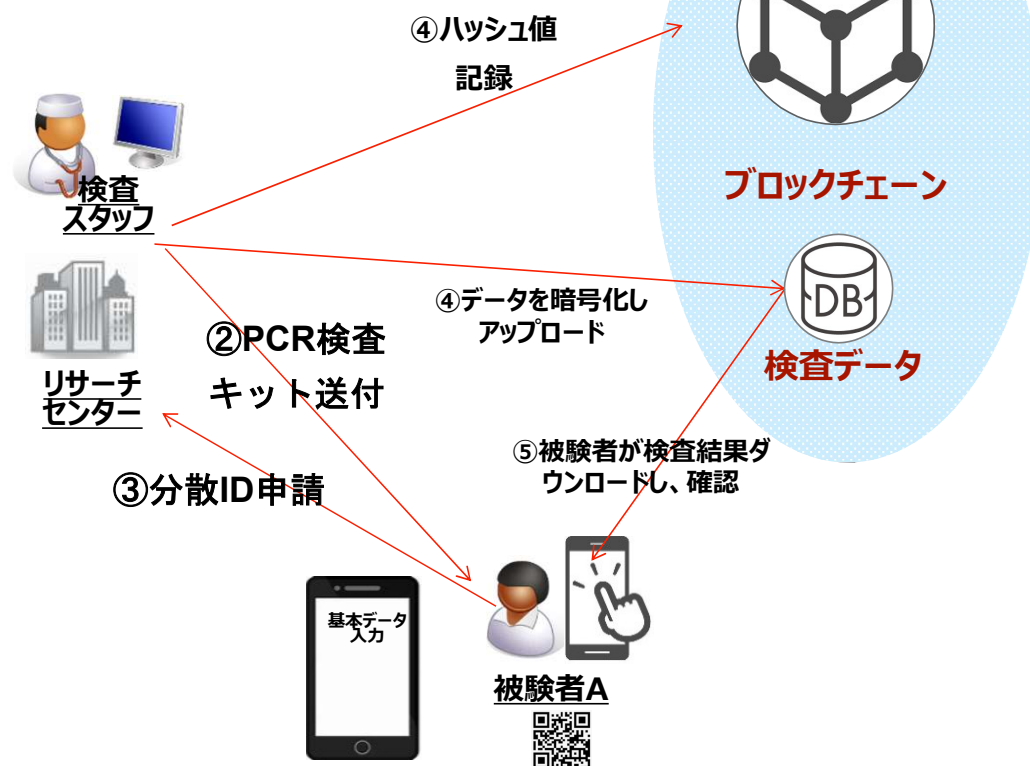 ④ハッシュ値
記録
検査
スタッフ
ブロックチェーン
④データを暗号化し
アップロード
DB
検査データ
②PCR検査
キット送付
リサーチ
センター
⑤被験者が検査結果ダ
ウンロードし、確認
③分散ID申請
基本データ
入力
被験者A